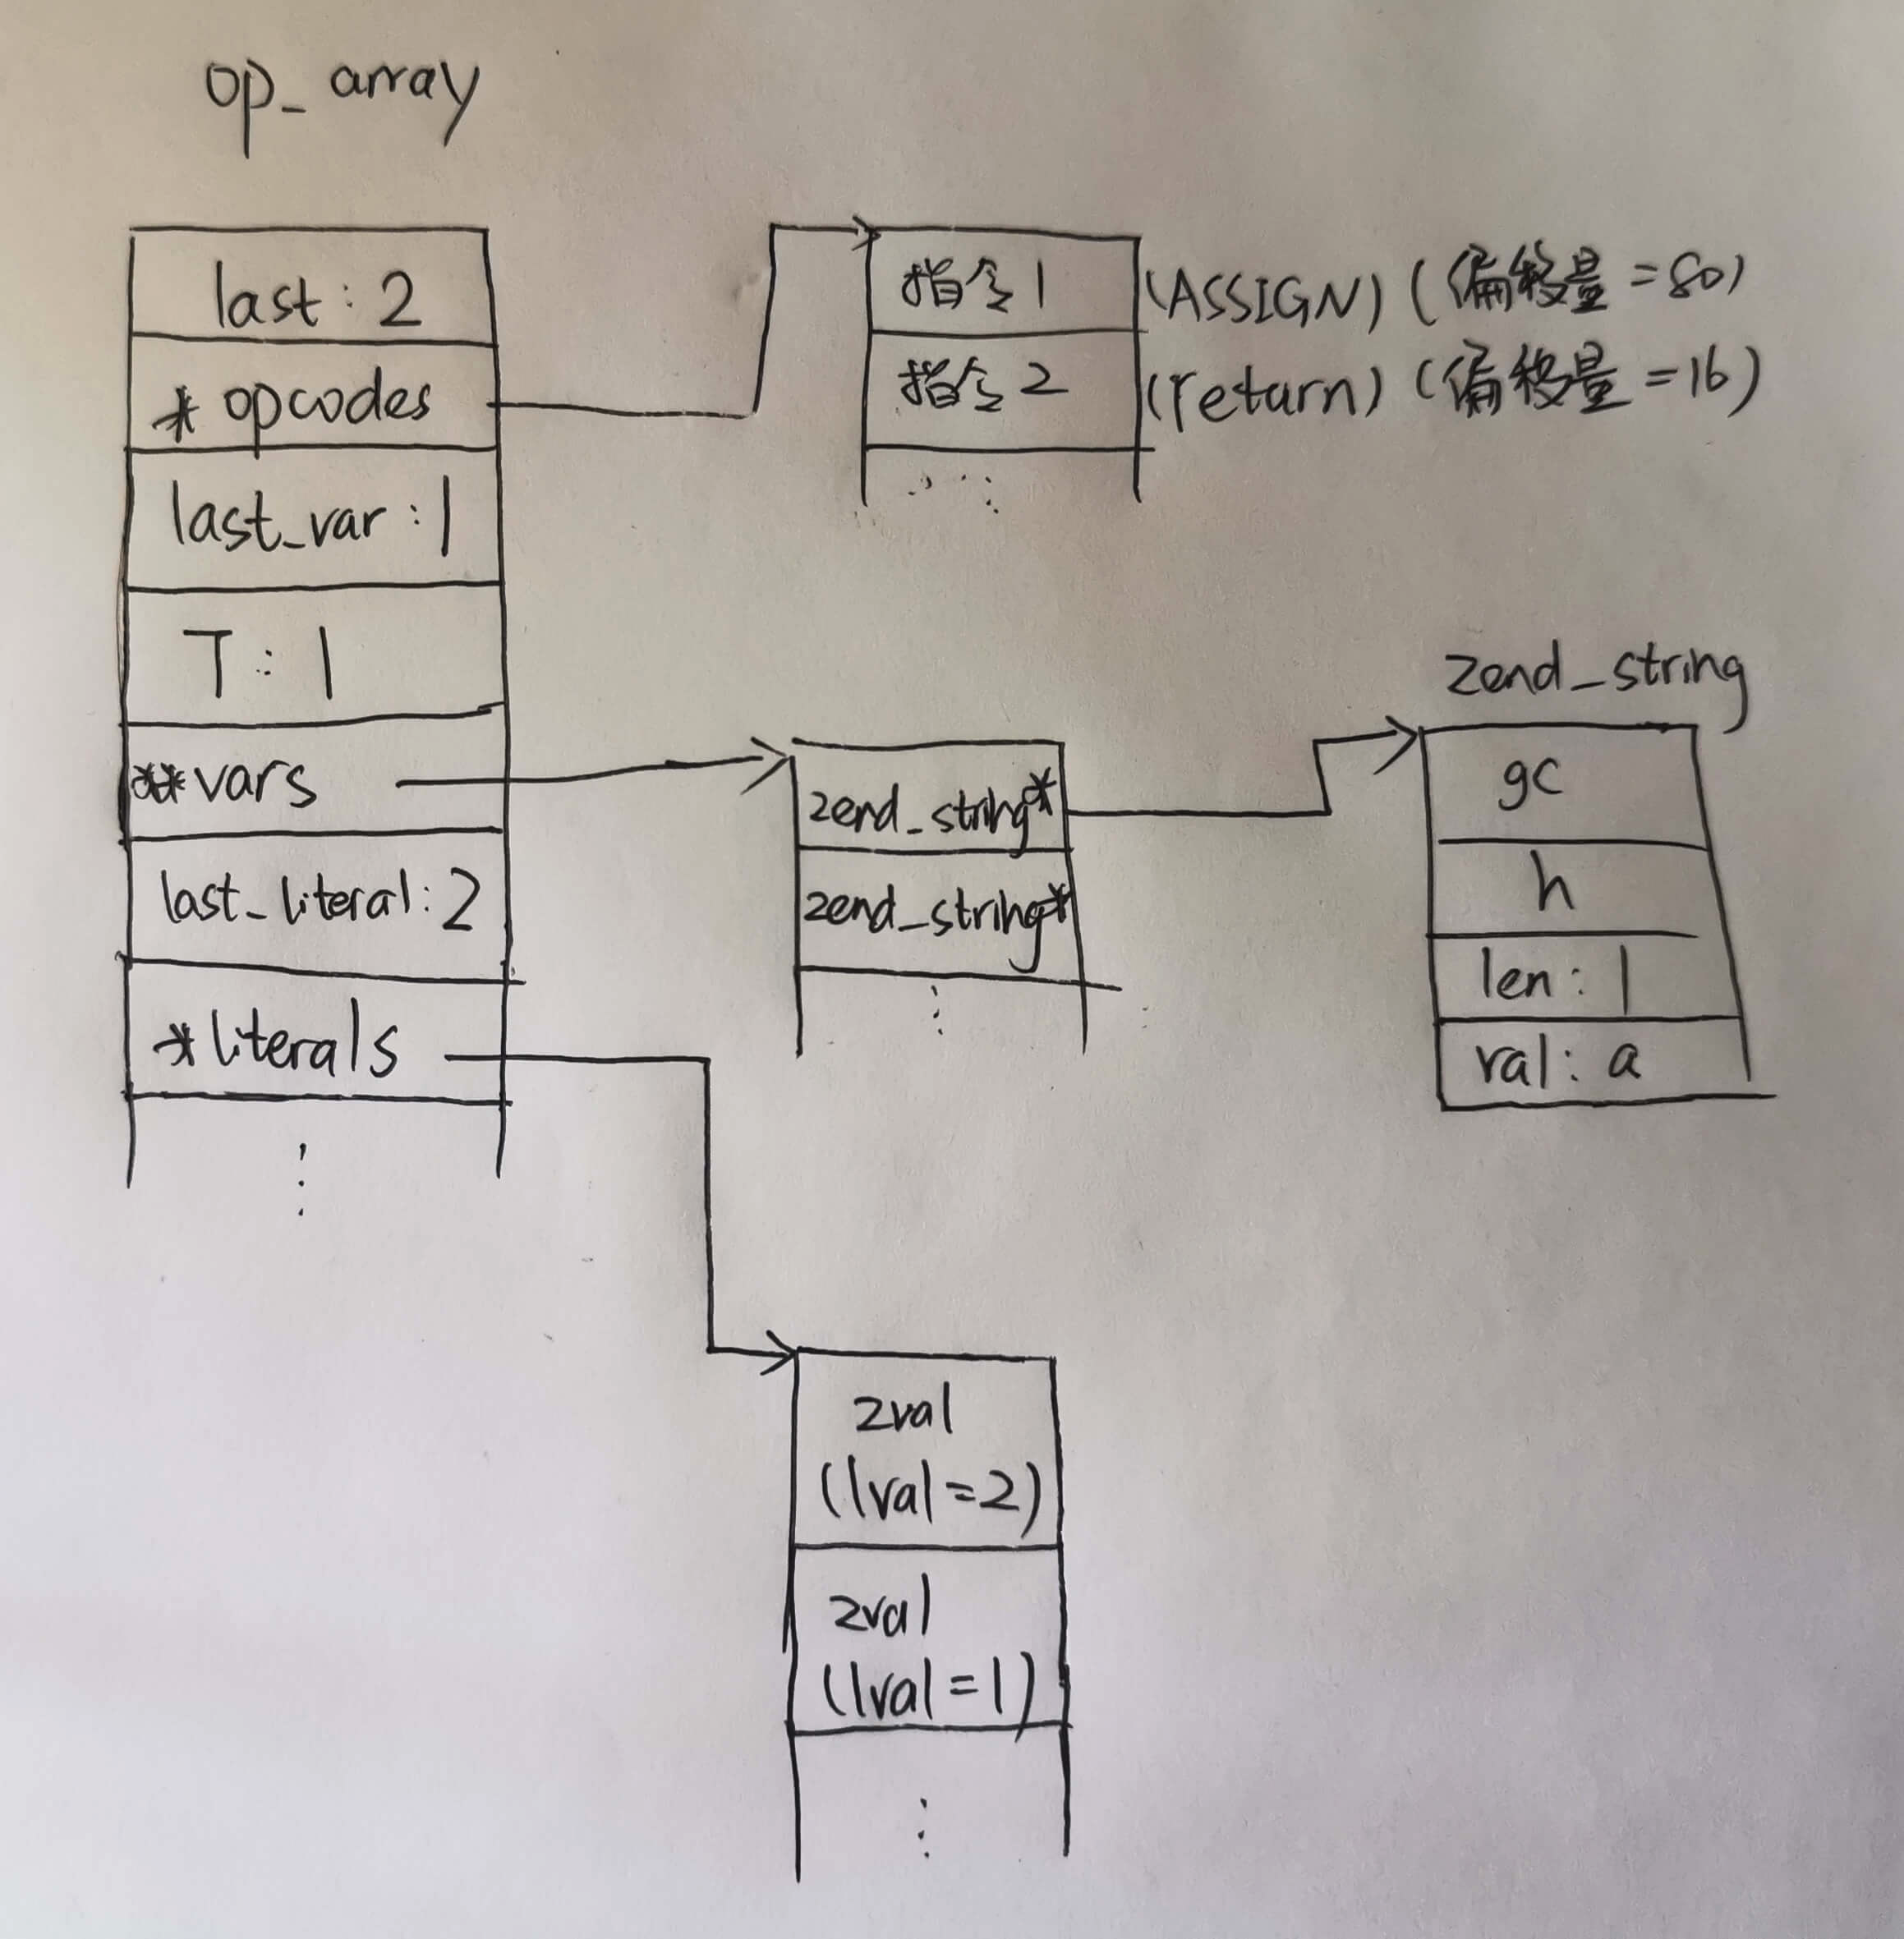 op_array
last: 2
*opcodes
last_var: 1
T: 1
**vars
last_literal: 2
*literals
指令1 (ASSIGN) (偏移量=80)
指令2 (return) (偏移量=16)
zend_string*
zend_string*
zend_string
gc
h
len: 1
val: a
zval
(lval=2)
zval
(lval=1)